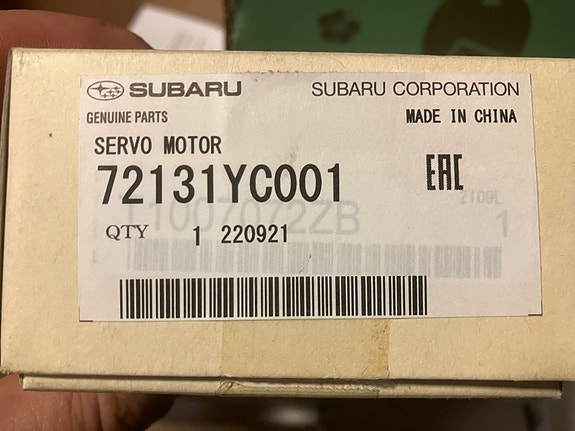 SUBARU SUBARU CORPORATION
GENUINE PARTS MADE IN CHINA
SERVO MOTOR
72131YC001 EAC
QTY 1 220921